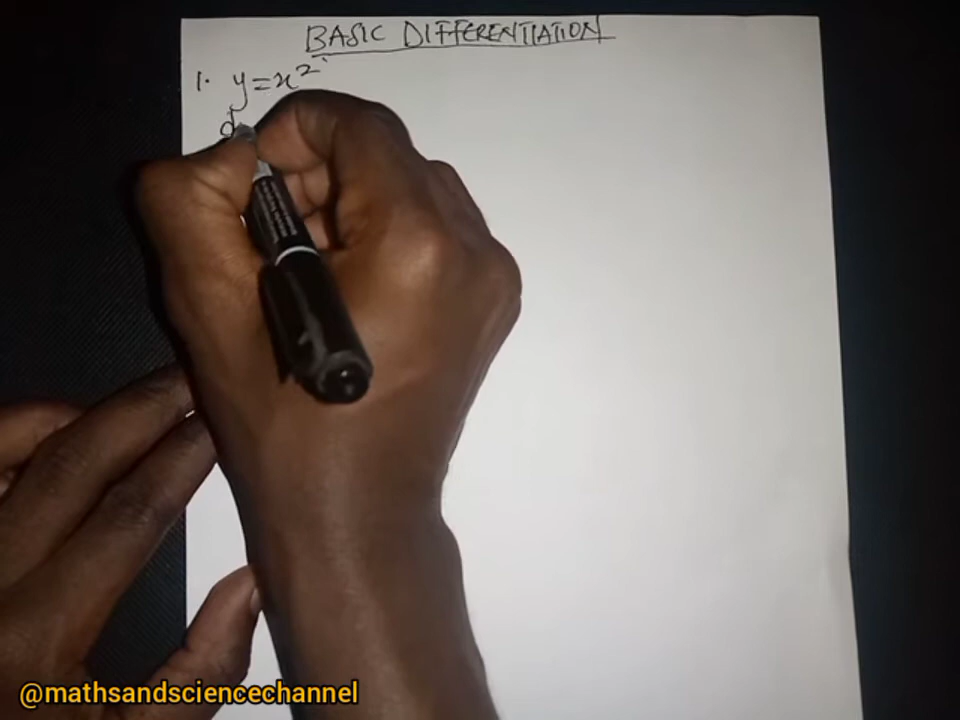 BASIC DIFFERENTIATION
1. y=x²
d
@mathsandsciencechannel